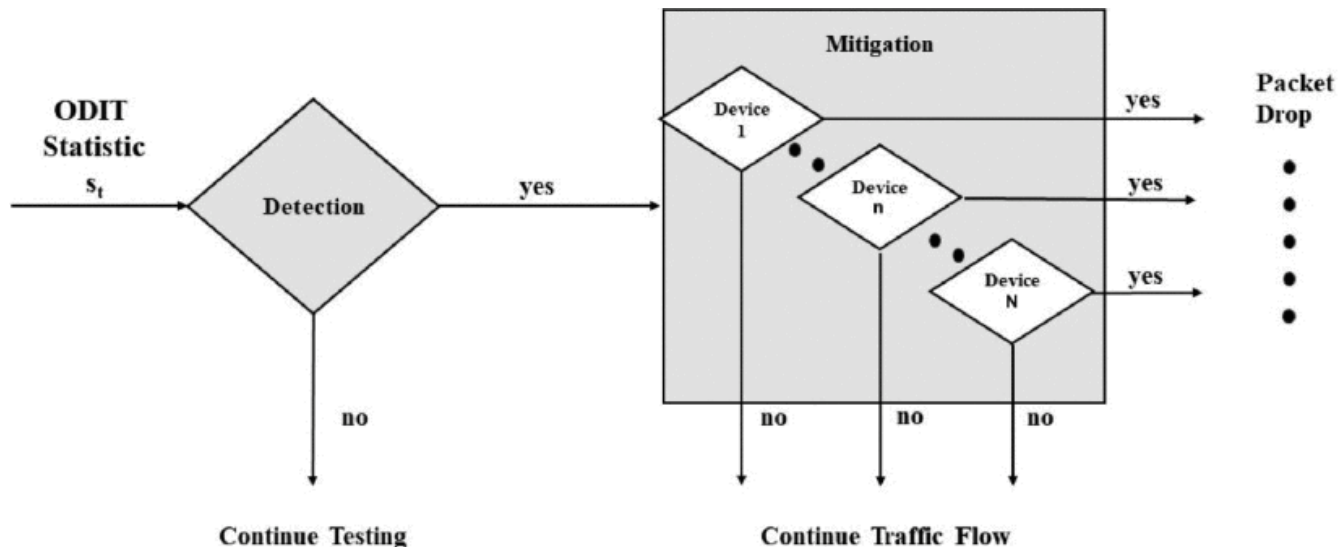 Mitigation
ODIT
Statistic
s_t
Detection
yes
no
Continue Testing
Device
1
yes
Device
n
yes
Device
N
yes
Packet
Drop
no
no
no
Continue Traffic Flow